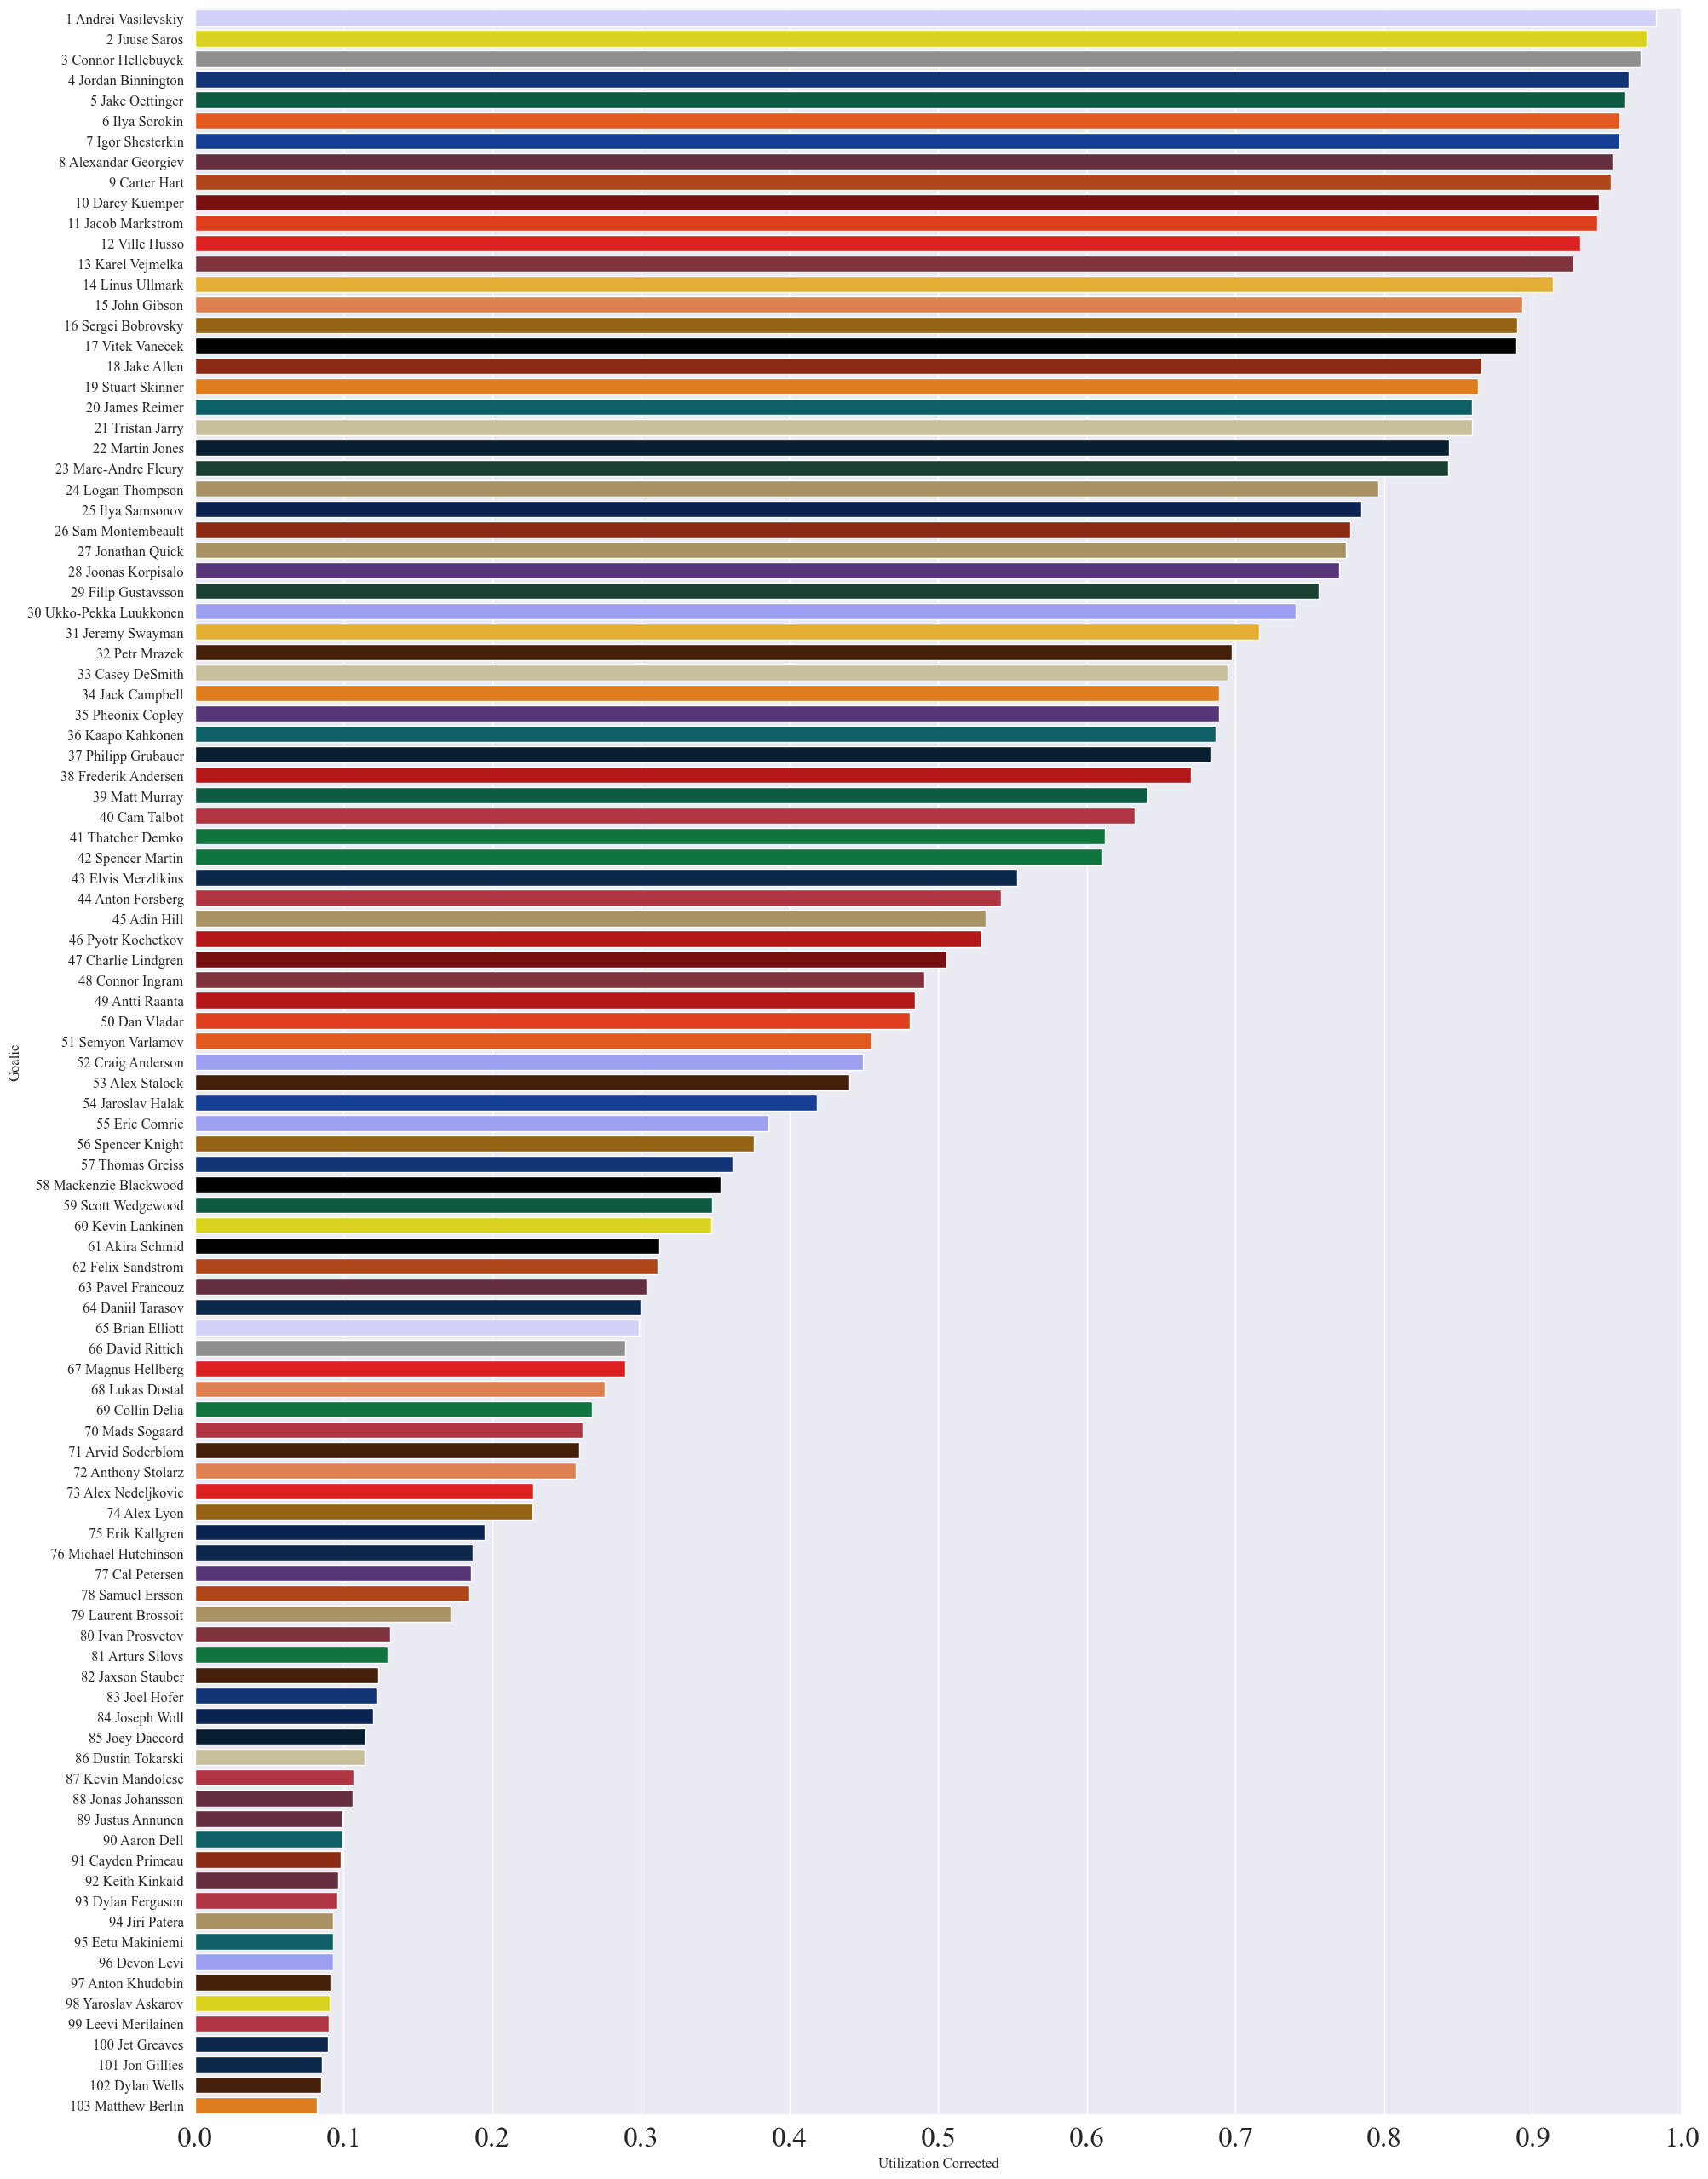 1 Andrei Vasilevskiy
2 Juuse Saros
3 Connor Hellebuyck
4 Jordan Binnington
5 Jake Oettinger
6 Ilya Sorokin
7 Igor Shesterkin
8 Alexandar Georgiev
9 Carter Hart
10 Darcy Kuemper
11 Jacob Markstrom
12 Ville Husso
13 Karel Vejmelka
14 Linus Ullmark
15 John Gibson
16 Sergei Bobrovsky
17 Vitek Vanecek
18 Jake Allen
19 Stuart Skinner
20 James Reimer
21 Tristan Jarry
22 Martin Jones
23 Marc-Andre Fleury
24 Logan Thompson
25 Ilya Samsonov
26 Sam Montembeault
27 Jonathan Quick
28 Joonas Korpisalo
29 Filip Gustavsson
30 Ukko-Pekka Luukkonen
31 Jeremy Swayman
32 Petr Mrazek
33 Casey DeSmith
34 Jack Campbell
35 Pheonix Copley
36 Kaapo Kahkonen
37 Philipp Grubauer
38 Frederik Andersen
39 Matt Murray
40 Cam Talbot
41 Thatcher Demko
42 Spencer Martin
43 Elvis Merzlikins
44 Anton Forsberg
45 Adin Hill
46 Pyotr Kochetkov
47 Charlie Lindgren
48 Connor Ingram
49 Antti Raanta
50 Dan Vladar
51 Semyon Varlamov
52 Craig Anderson
53 Alex Stalock
54 Jaroslav Halak
55 Eric Comrie
56 Spencer Knight
57 Thomas Greiss
58 Mackenzie Blackwood
59 Scott Wedgewood
60 Kevin Lankinen
61 Akira Schmid
62 Felix Sandstrom
63 Pavel Francouz
64 Daniil Tarasov
65 Brian Elliott
66 David Rittich
67 Magnus Hellberg
68 Lukas Dostal
69 Collin Delia
70 Mads Sogaard
71 Arvid Soderblom
72 Anthony Stolarz
73 Alex Nedeljkovic
74 Alex Lyon
75 Erik Kallgren
76 Michael Hutchinson
77 Cal Petersen
78 Samuel Ersson
79 Laurent Brossoit
80 Ivan Prosvetov
81 Arturs Silovs
82 Jaxson Stauber
83 Joel Hofer
84 Joseph Woll
85 Joey Daccord
86 Dustin Tokarski
87 Kevin Mandolese
88 Jonas Johansson
89 Justus Annunen
90 Aaron Dell
91 Cayden Primeau
92 Keith Kinkaid
93 Dylan Ferguson
94 Jiri Patera
95 Eetu Makiniemi
96 Devon Levi
97 Anton Khudobin
98 Yaroslav Askarov
99 Leevi Merilainen
100 Jet Greaves
101 Jon Gillies
102 Dylan Wells
103 Matthew Berlin
Goalie
0.0 0.1 0.2 0.3 0.4 0.5 0.6 0.7 0.8 0.9 1.0
Utilization Corrected